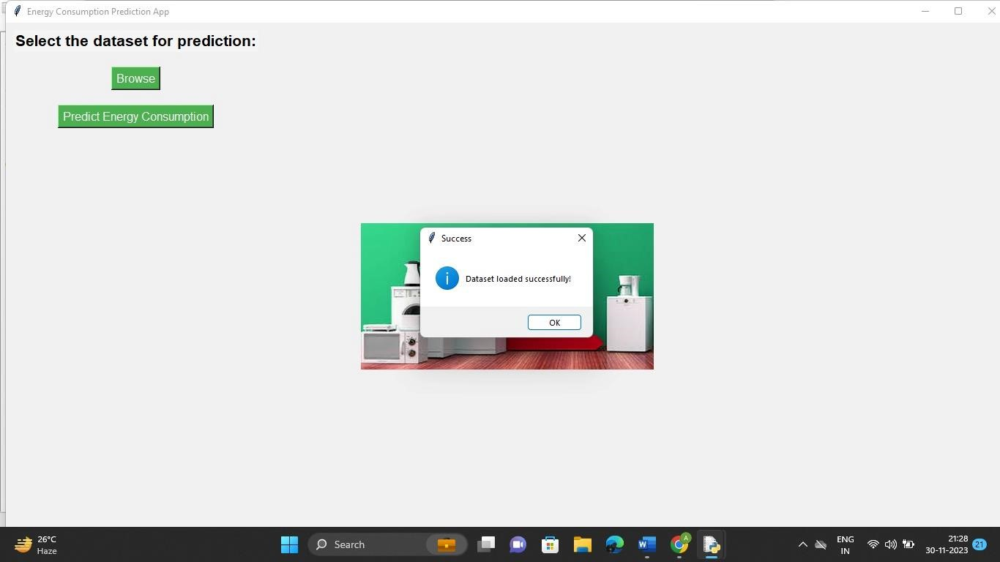 Energy Consumption Prediction App
Select the dataset for prediction:
Browse
Predict Energy Consumption
Success
Dataset loaded successfully!
OK
26°C
Haze
Search
A
ENG
IN
21:28
30-11-2023
21